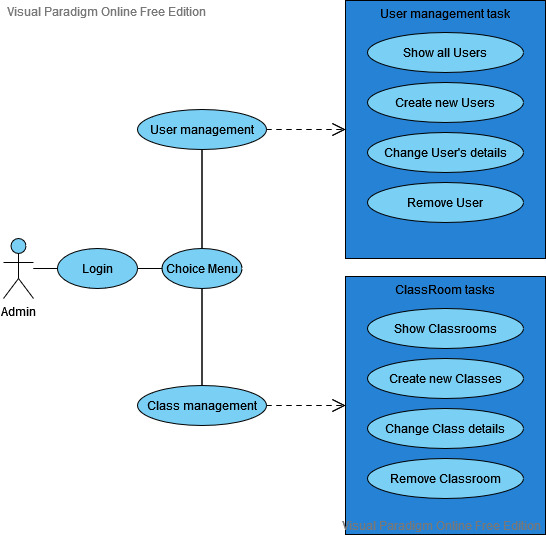 Visual Paradigm Online Free Edition
User management task
Show all Users
Create new Users
User management
Change User's details
Remove User
Login
Choice Menu
Admin
ClassRoom tasks
Show Classrooms
Create new Classes
Class management
Change Class details
Remove Classroom
Visual Paradigm Online Free Edition